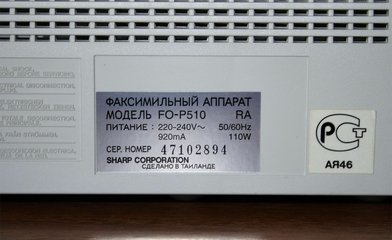 ФАКСИМИЛЬНЫЙ АППАРАТ
МОДЕЛЬ FO-P510 RA
ПИТАНИЕ: 220-240V~ 50/60Hz
920mA 110W
СЕР. НОМЕР 47102894
SHARP CORPORATION
СДЕЛАНО В ТАИЛАНДЕ
РСТ
АЯ46